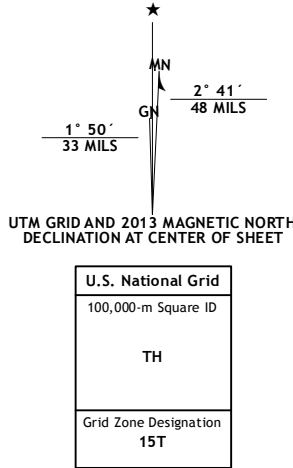 ★
MN
GN
2° 41´
48 MILS
1° 50´
33 MILS
UTM GRID AND 2013 MAGNETIC NORTH
DECLINATION AT CENTER OF SHEET
U.S. National Grid
100,000-m Square ID
TH
Grid Zone Designation
15T